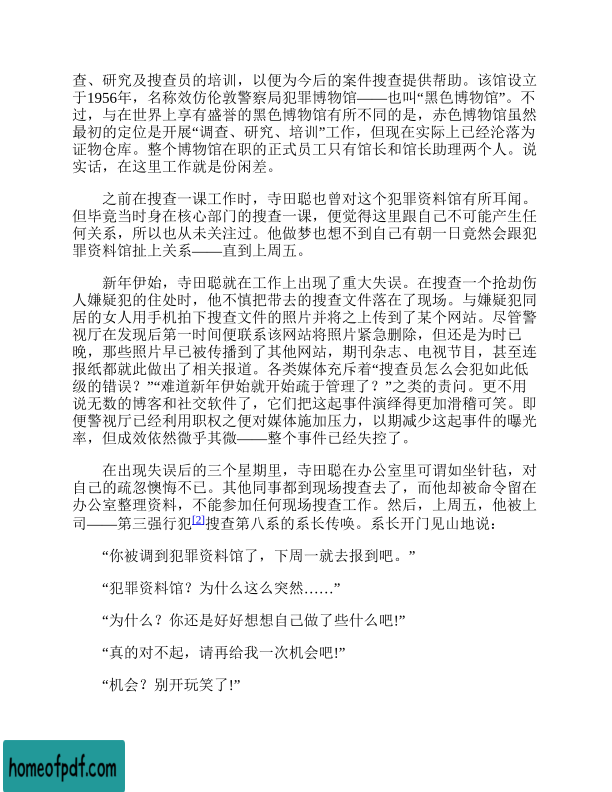 查、研究及搜查员的培训，以便为今后的案件搜查提供帮助。该馆设立
于1956年，名称效仿伦敦警察局犯罪博物馆——也叫“黑色博物馆”。不
过，与在世界上享有盛誉的黑色博物馆有所不同的是，赤色博物馆虽然
最初的定位是开展“调查、研究、培训”工作，但现在实际上已经沦落为
证物仓库。整个博物馆在职的正式员工只有馆长和馆长助理两个人。说
实话，在这里工作就是份闲差。
之前在搜查一课工作时，寺田聪也曾对这个犯罪资料馆有所耳闻。
但毕竟当时身在核心部门的搜查一课，便觉得这里跟自己不可能产生任
何关系，所以也从未关注过。他做梦也想不到自己有朝一日竟然会跟犯
罪资料馆扯上关系——直到上周五。
新年伊始，寺田聪就在工作上出现了重大失误。在搜查一个抢劫伤
人嫌疑犯的住处时，他不慎把带去的搜查文件落在了现场。与嫌疑犯同
居的女人用手机拍下搜查文件的照片并将之上传到了某个网站。尽管警
视厅在发现后第一时间便联系该网站将照片紧急删除，但还是为时已
晚，那些照片早已被传播到了其他网站，期刊杂志、电视节目，甚至连
报纸都就此做出了相关报道。各类媒体充斥着“搜查员怎么会犯如此低
级的错误？”“难道新年伊始就开始疏于管理了？”之类的责问。更不用
说无数的博客和社交软件了，它们把这起事件演绎得更加滑稽可笑。即
便警视厅已经利用职权之便对媒体施加压力，以期减少这起事件的曝光
率，但成效依然微乎其微——整个事件已经失控了。
在出现失误后的三个星期里，寺田聪在办公室里可谓如坐针毡，对
自己的疏忽懊悔不已。其他同事都到现场搜查去了，而他却被命令留在
办公室整理资料，不能参加任何现场搜查工作。然后，上周五，他被上
司——第三强行犯[2]搜查第八系的系长传唤。系长开门见山地说：
“你被调到犯罪资料馆了，下周一就去报到吧。”
“犯罪资料馆？为什么这么突然……”
“为什么？你还是好好想想自己做了些什么吧!”
“真的对不起，请再给我一次机会吧!”
“机会？别开玩笑了!”
homeofpdf.com